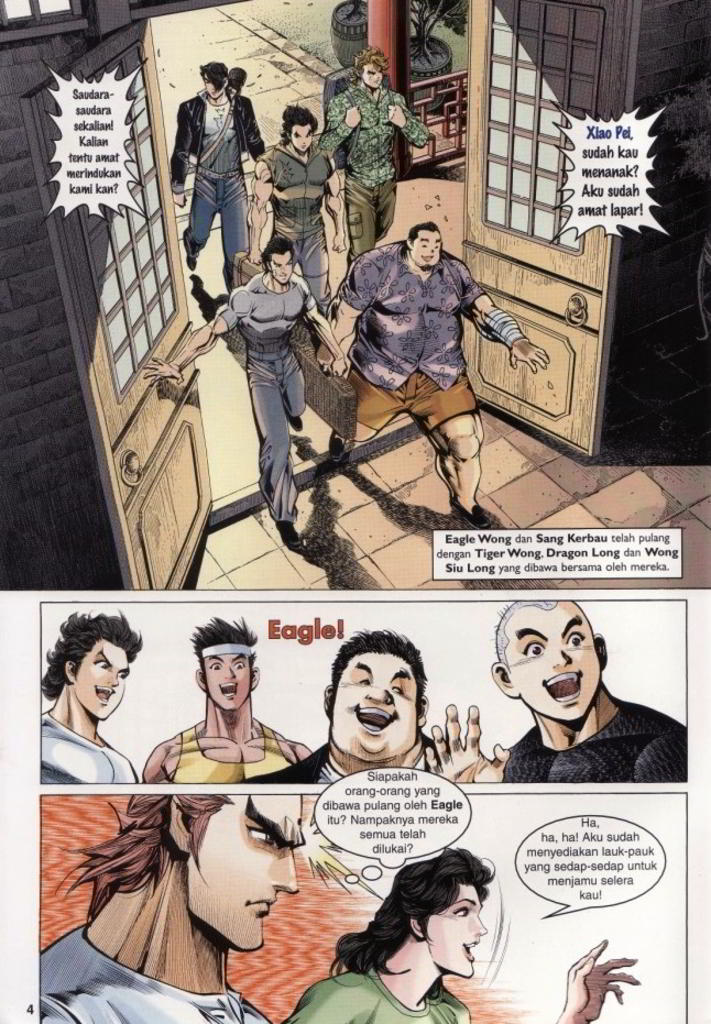 Saudara-
saudara
sekalian!
Kalian
tentu amat
merindukan
kami kan?
Xiao Pei,
sudah kau
menanak?
Aku sudah
amat lapar!
Eagle Wong dan Sang Kerbau telah pulang
dengan Tiger Wong, Dragon Long dan Wong
Siu Long yang dibawa bersama oleh mereka.
Eagle!
Siapakah
orang-orang yang
dibawa pulang oleh Eagle
itu? Nampaknya mereka
semua telah
dilukai?
Ha,
ha, ha! Aku sudah
menyediakan lauk-pauk
yang sedap-sedap untuk
menjamu selera
kau!
4